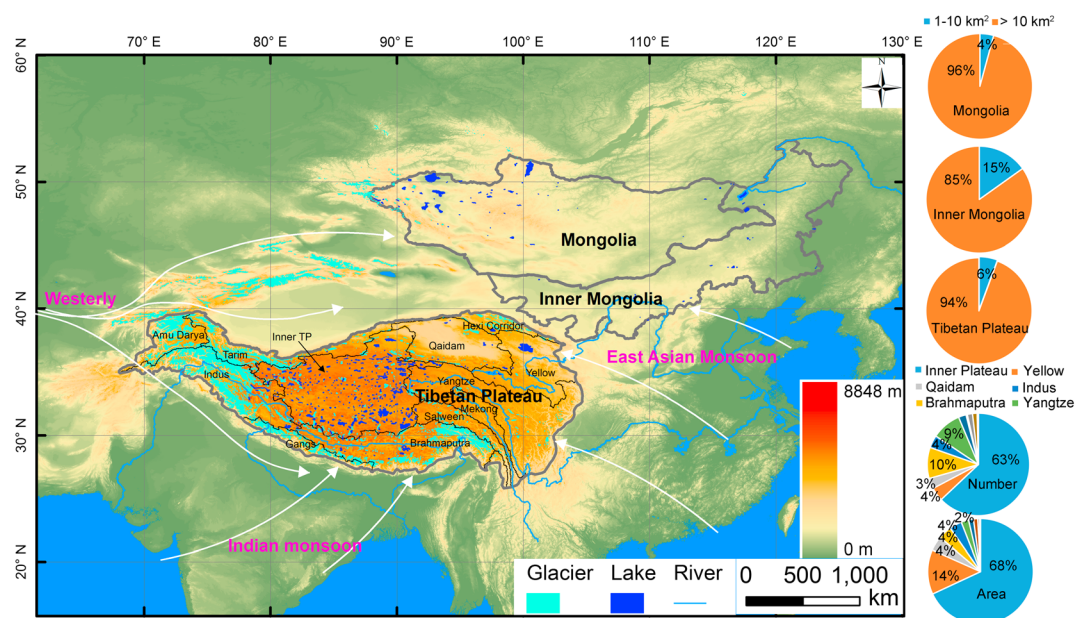 1-10 km² > 10 km²
70° E 80° E 90° E 100° E 110° E 120° E 130° E
60° N
50° N
40° N
30° N
20° N
N
Mongolia
Inner Mongolia
Westerly
Hexi Corridor
Amu Darya
Inner TP
Qaidam
Tarim
East Asian Monsoon
Indus
Yangtze
Yellow
Tibetan Plateau
Mekong
Salween
Gangs
Brahmaputra
Indian monsoon
8848 m
0 m
Glacier Lake River
0 500 1,000
km
4%
96%
Mongolia
15%
85%
Inner Mongolia
6%
94%
Tibetan Plateau
Inner Plateau Yellow
Qaidam Indus
Brahmaputra Yangtze
9%
4%
63%
10%
Number
3%
4%
2%
4%
4%
4%
68%
14%
Area